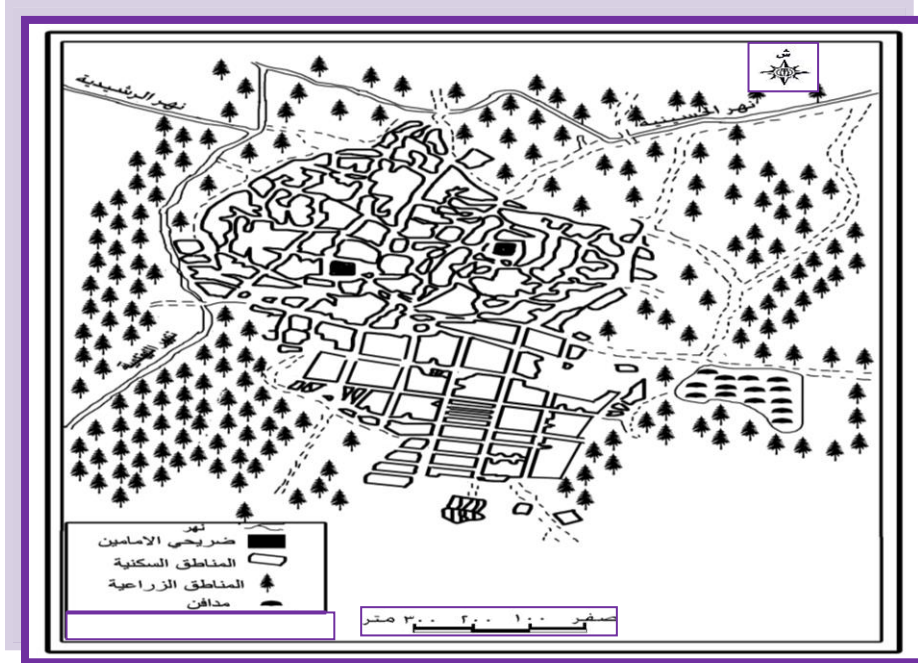 ش
نهر الرشيدية
نهر الحسينية
نهر
ضريحي الامامين
المناطق السكنية
المناطق الزراعية
مدافن
صفر ١٠٠ ٢٠٠ ٣٠٠ متر